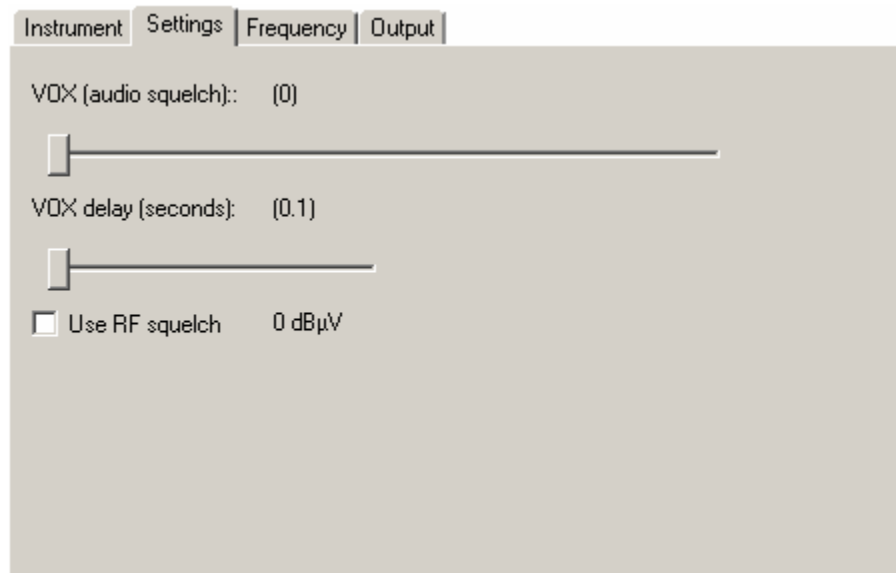 Instrument Settings Frequency Output
VOX (audio squelch):: (0)
VOX delay (seconds): (0.1)
Use RF squelch 0 dBµV